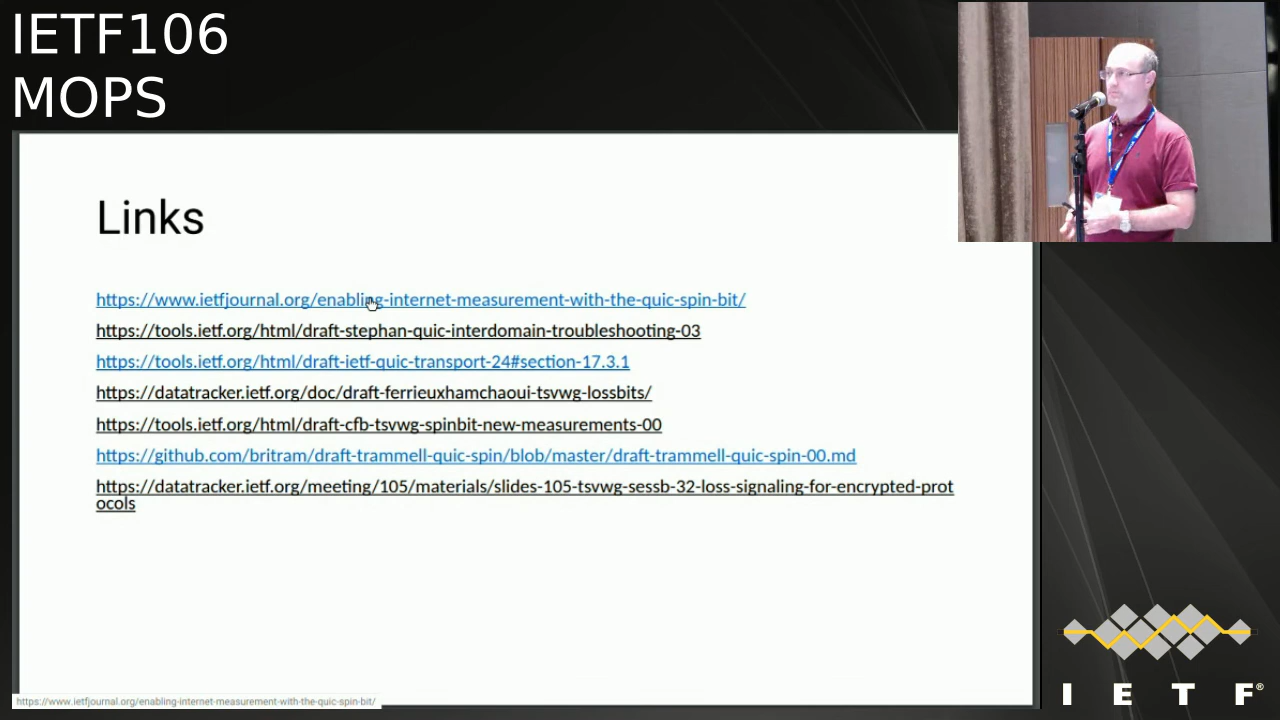 IETF106
MOPS
Links
https://www.ietfjournal.org/enabling-internet-measurement-with-the-quic-spin-bit/
https://tools.ietf.org/html/draft-stephan-quic-interdomain-troubleshooting-03
https://tools.ietf.org/html/draft-ietf-quic-transport-24#section-17.3.1
https://datatracker.ietf.org/doc/draft-ferrieuxhamchaoui-tsvwg-lossbits/
https://tools.ietf.org/html/draft-cfb-tsvwg-spinbit-new-measurements-00
https://github.com/britram/draft-trammell-quic-spin/blob/master/draft-trammell-quic-spin-00.md
https://datatracker.ietf.org/meeting/105/materials/slides-105-tsvwg-sessb-32-loss-signaling-for-encrypted-prot
ocols
https://www.ietfjournal.org/enabling-internet-measurement-with-the-quic-spin-bit/
I E T F®